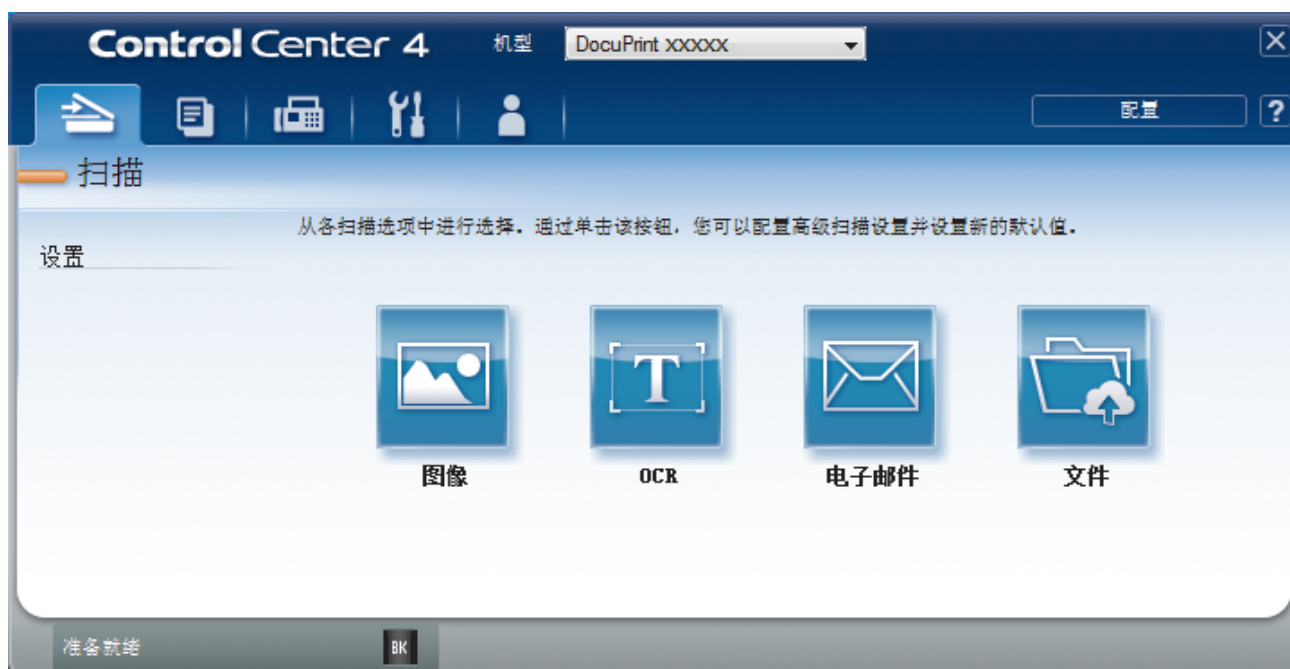 Control Center 4 机型 DocuPrint XXXXX
配置 ?
扫描
从各扫描选项中进行选择。通过单击该按钮，您可以配置高级扫描设置并设置新的默认值。
设置
T
图像 OCR 电子邮件 文件
准备就绪 BK